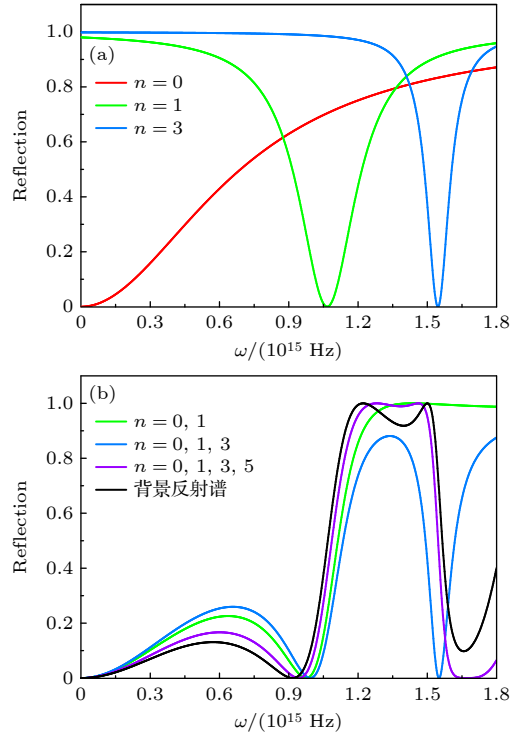 (a)
n = 0
n = 1
n = 3
Reflection
1.0
0.8
0.6
0.4
0.2
0
0 0.3 0.6 0.9 1.2 1.5 1.8
ω/(10¹⁵ Hz)
(b)
n = 0, 1
n = 0, 1, 3
n = 0, 1, 3, 5
背景反射谱
Reflection
1.0
0.8
0.6
0.4
0.2
0
0 0.3 0.6 0.9 1.2 1.5 1.8
ω/(10¹⁵ Hz)